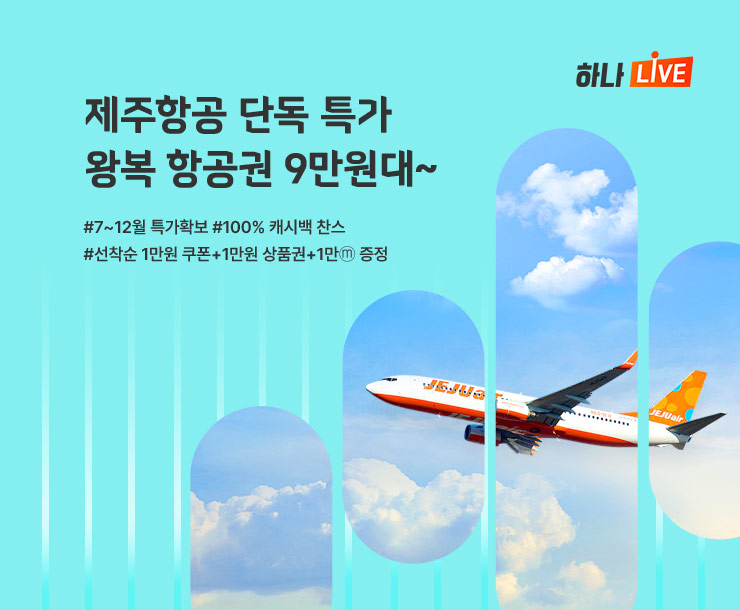 하나 LIVE
제주항공 단독 특가
왕복 항공권 9만원대~
#7~12월 특가확보 #100% 캐시백 찬스
#선착순 1만원 쿠폰+1만원 상품권+1만ⓜ 증정
JEJUair
JEJUair